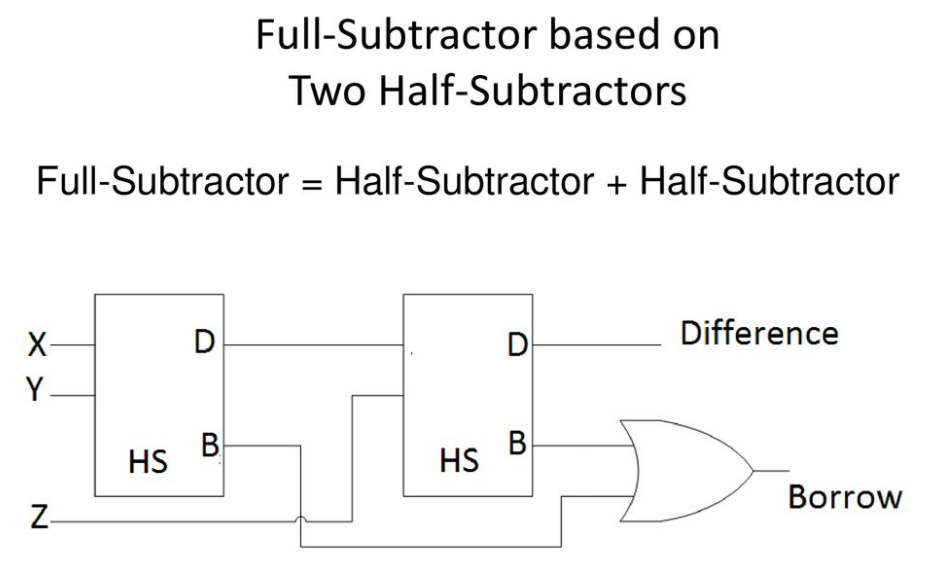 Full-Subtractor based on
Two Half-Subtractors
Full-Subtractor = Half-Subtractor + Half-Subtractor
X
Y
Z
D
B
HS
D
B
HS
Difference
Borrow